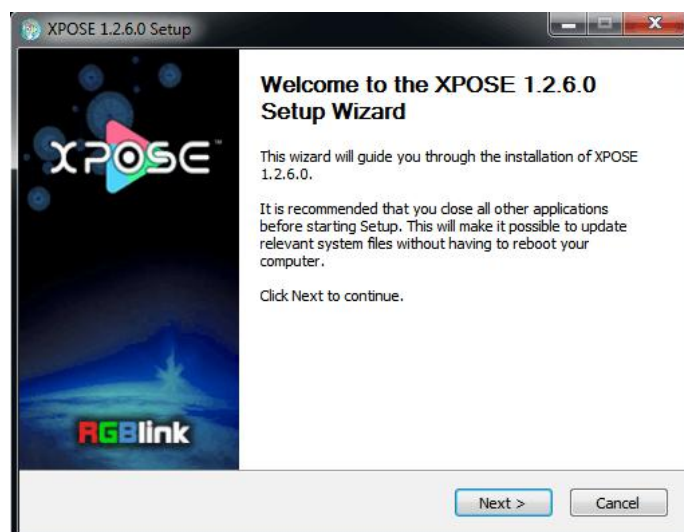 XPOSE 1.2.6.0 Setup
XPOSE™
RGBlink
Welcome to the XPOSE 1.2.6.0
Setup Wizard
This wizard will guide you through the installation of XPOSE
1.2.6.0.
It is recommended that you close all other applications
before starting Setup. This will make it possible to update
relevant system files without having to reboot your
computer.
Click Next to continue.
Next >
Cancel